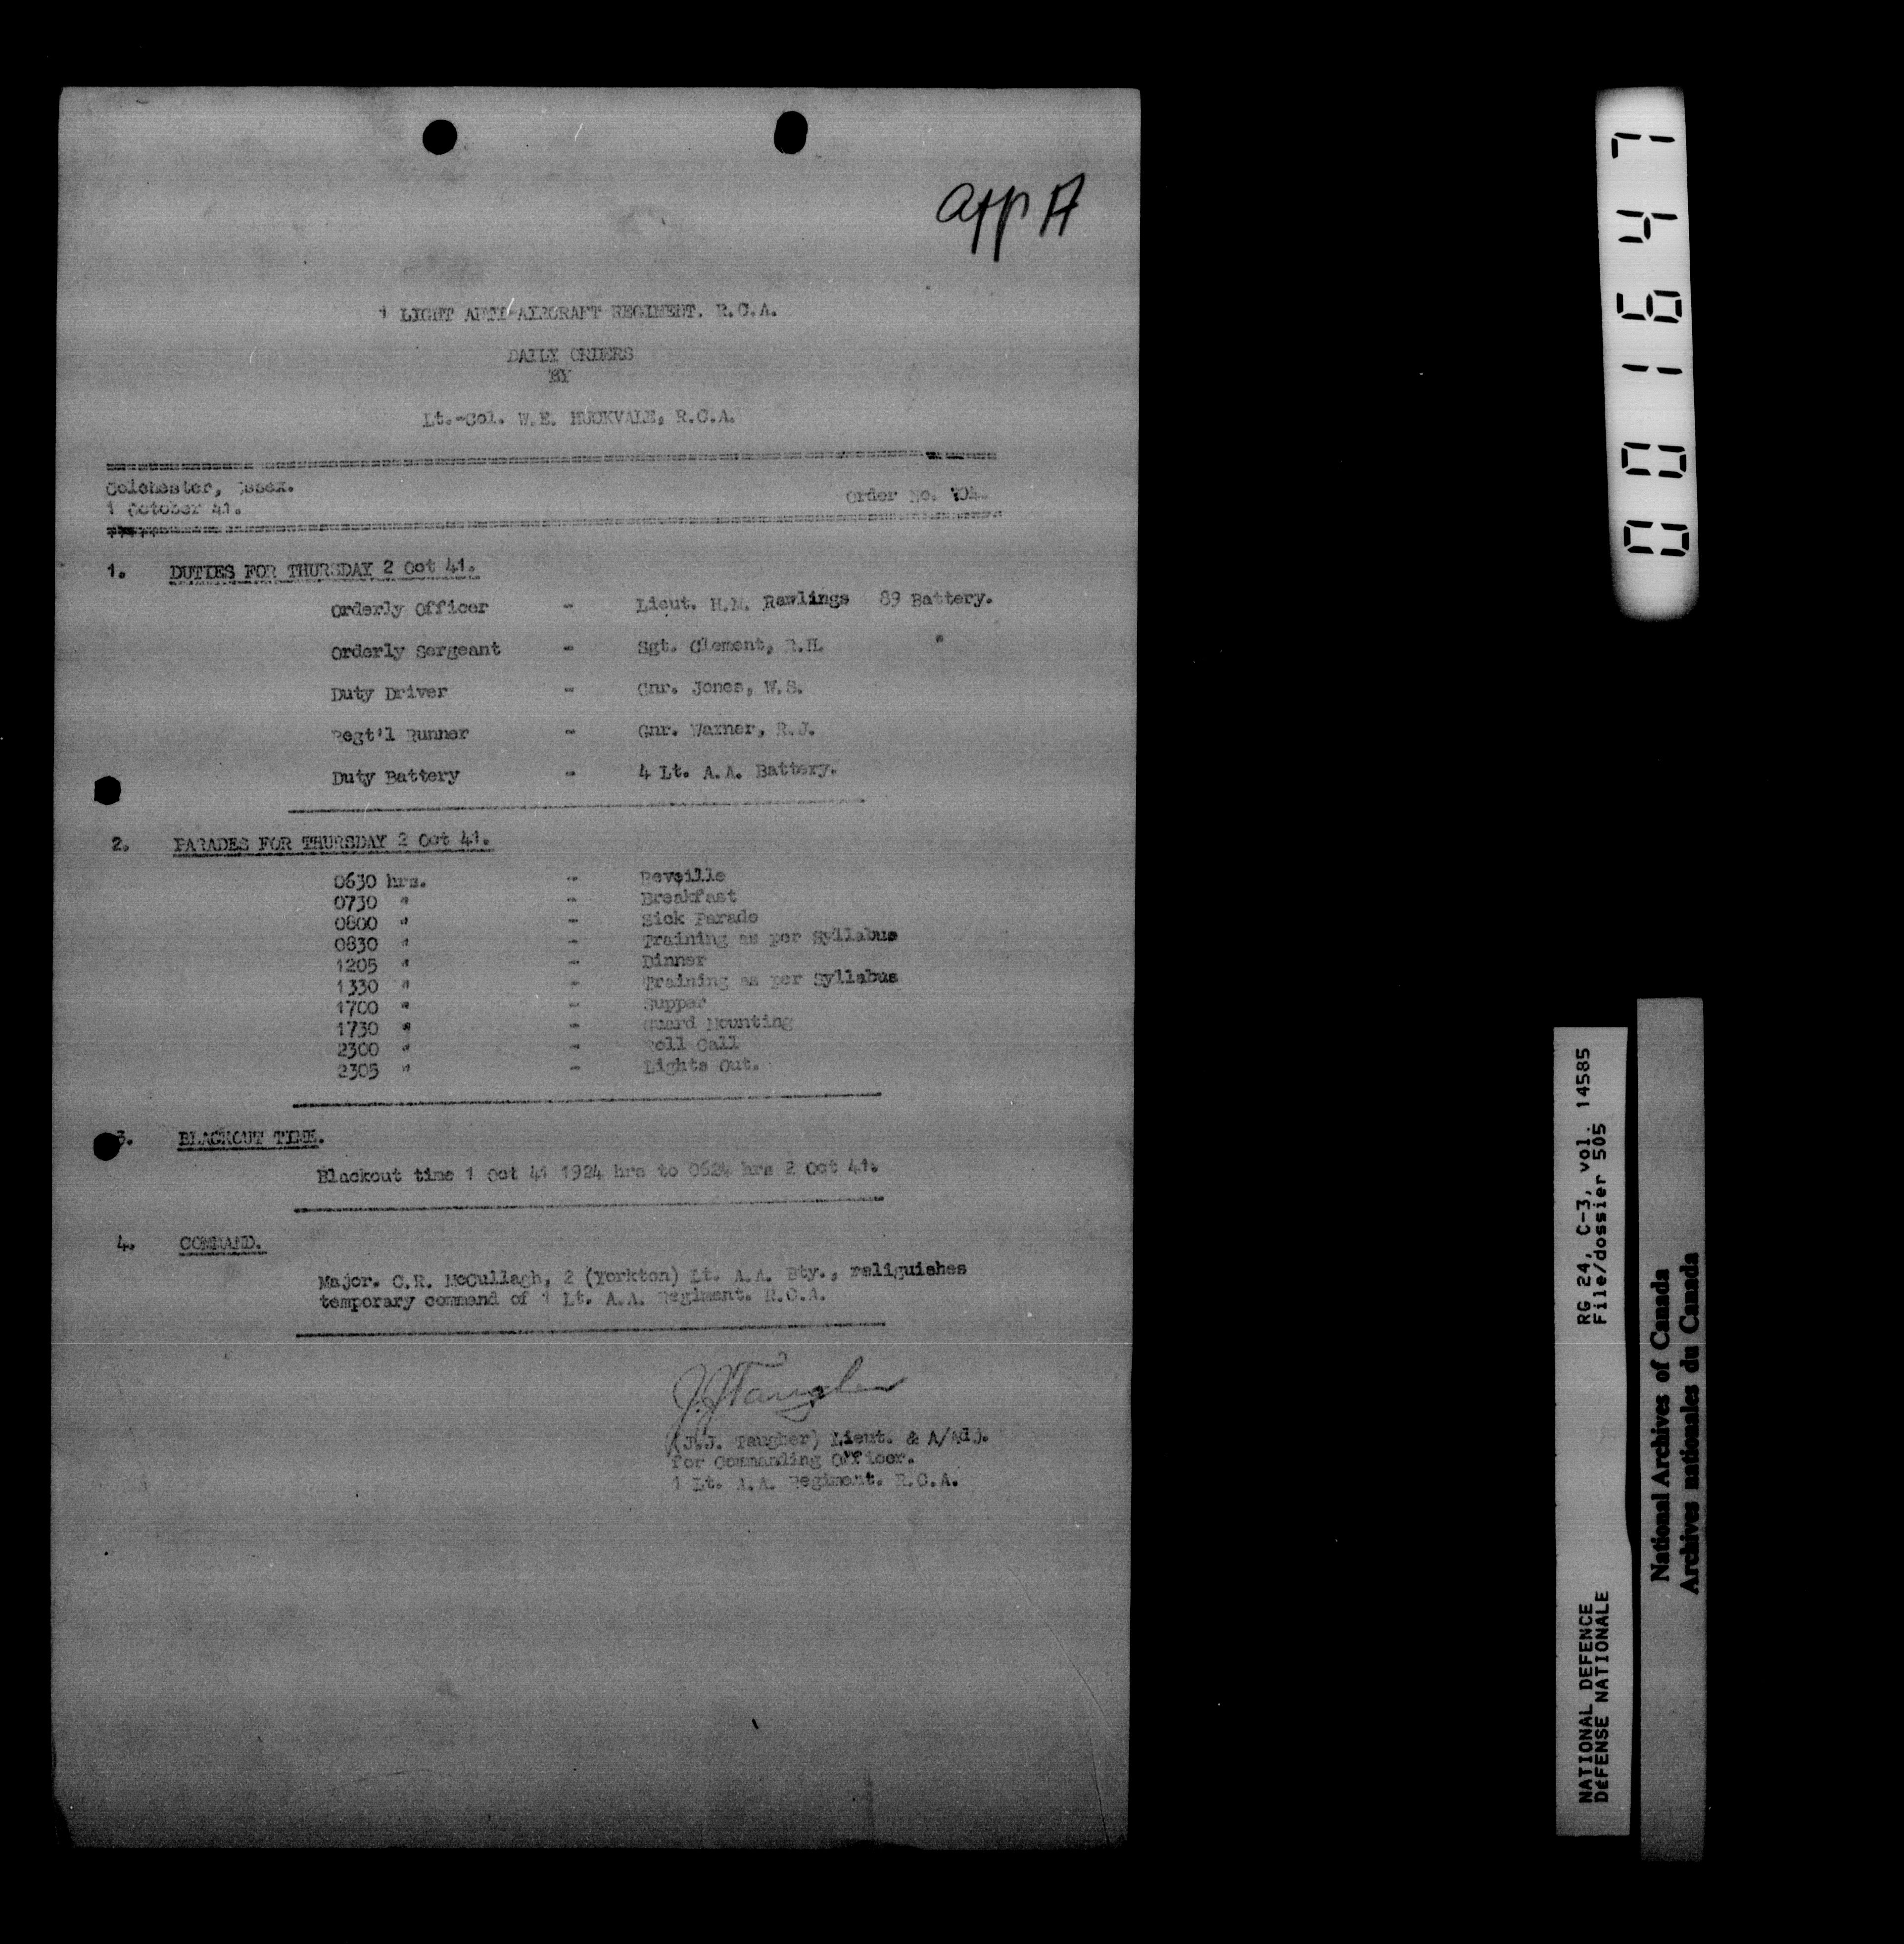 App A
1 LIGHT ANTI-AIRCRAFT REGIMENT. R.C.A.
DAILY ORDERS
BY
Lt.-Col. W.E. HUCKVALE, R.C.A.
Colchester, Essex.
1 October 41.
Order No.
1. DUTIES FOR THURSDAY 2 Oct 41.
Orderly Officer - Lieut. H.M. Rawlings 89 Battery.
Orderly Sergeant - Sgt. Clement, R.H. "
Duty Driver - Gnr. Jones, W.S.
Regt'l Runner - Gnr. Warner, R.J.
Duty Battery - 4 Lt. A.A. Battery.
2. PARADES FOR THURSDAY 2 Oct 41.
0630 hrs. - Reveille
0730 " - Breakfast
0800 " - Sick Parade
0830 " - Training as per Syllabus
1205 " - Dinner
1330 " - Training as per Syllabus
1700 " - Supper
1730 " - Guard Mounting
2300 " - Roll Call
2305 " - Lights Out.
3. BLACKOUT TIME.
Blackout time 1 Oct 41 1924 hrs to 0624 hrs 2 Oct 41.
4. COMMAND.
Major. C.R. McCullagh, 2 (Yorkton) Lt. A.A. Bty., reliquishes
temporary command of 1 Lt. A.A. Regiment. R.C.A.
J.J. Taugher
(J.J. Taugher) Lieut. & A/Adj.
for Commanding Officer.
1 Lt. A.A. Regiment. R.C.A.
001647
RG 24, C-3, vol. 14585
File/dossier 505
NATIONAL DEFENCE
DÉFENSE NATIONALE
National Archives of Canada
Archives nationales du Canada